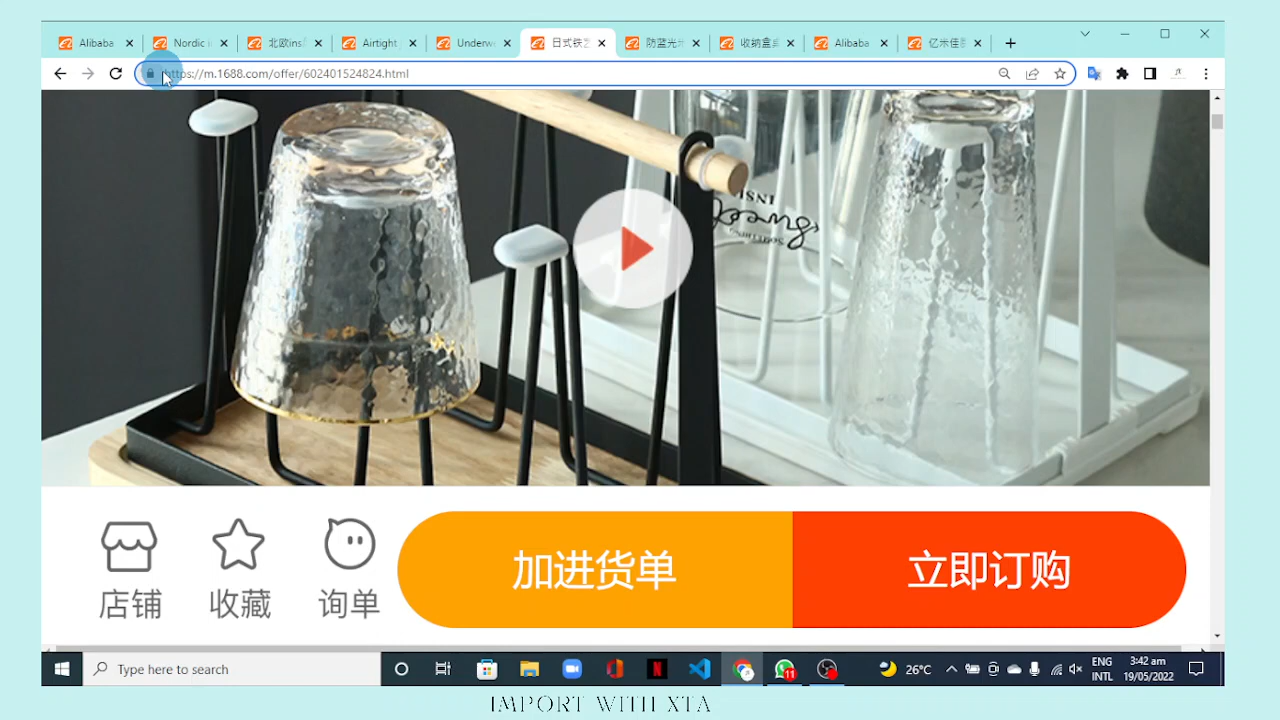 Alibaba
Nordic i
北欧ins
Airtight
Underw
日式铁艺
防蓝光
收纳盒桌
Alibaba
亿米佳
https://m.1688.com/offer/602401524824.html
店铺
收藏
询单
加进货单
立即订购
Type here to search
11
26°C
ENG
INTL
3:42 am
19/05/2022
IMPORT WITH XTA